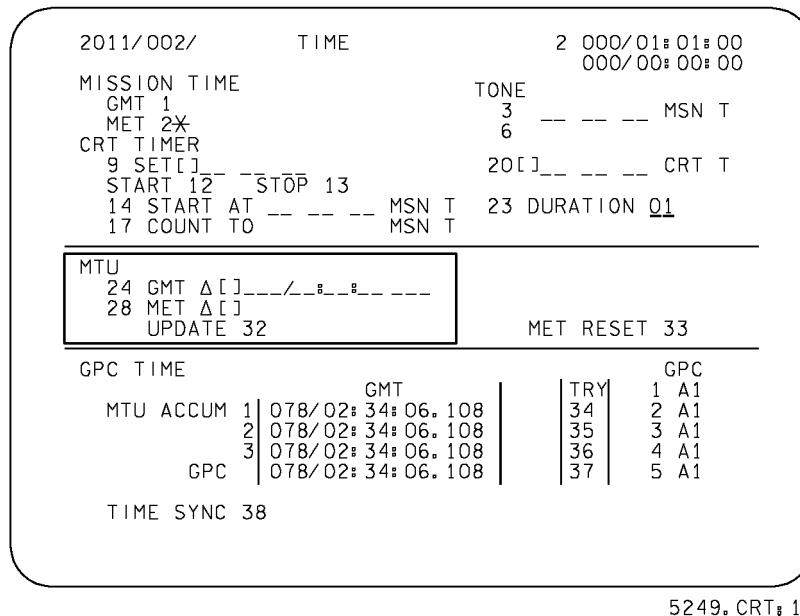 2011/002/ TIME 2 000/01:01:00
000/00:00:00
MISSION TIME
GMT 1
MET 2*
TONE
3 __ __ __ MSN T
6
CRT TIMER
9 SET[]__ __ __
20[]__ __ __ CRT T
START 12 STOP 13
14 START AT __ __ __ MSN T 23 DURATION 01
17 COUNT TO MSN T
MTU
24 GMT Δ[]___/__:__:__ ___
28 MET Δ[]
UPDATE 32 MET RESET 33
GPC TIME GPC
GMT TRY 1 A1
MTU ACCUM 1 078/02:34:06.108 34 2 A1
2 078/02:34:06.108 35 3 A1
3 078/02:34:06.108 36 4 A1
GPC 078/02:34:06.108 37 5 A1
TIME SYNC 38
5249.CRT:1